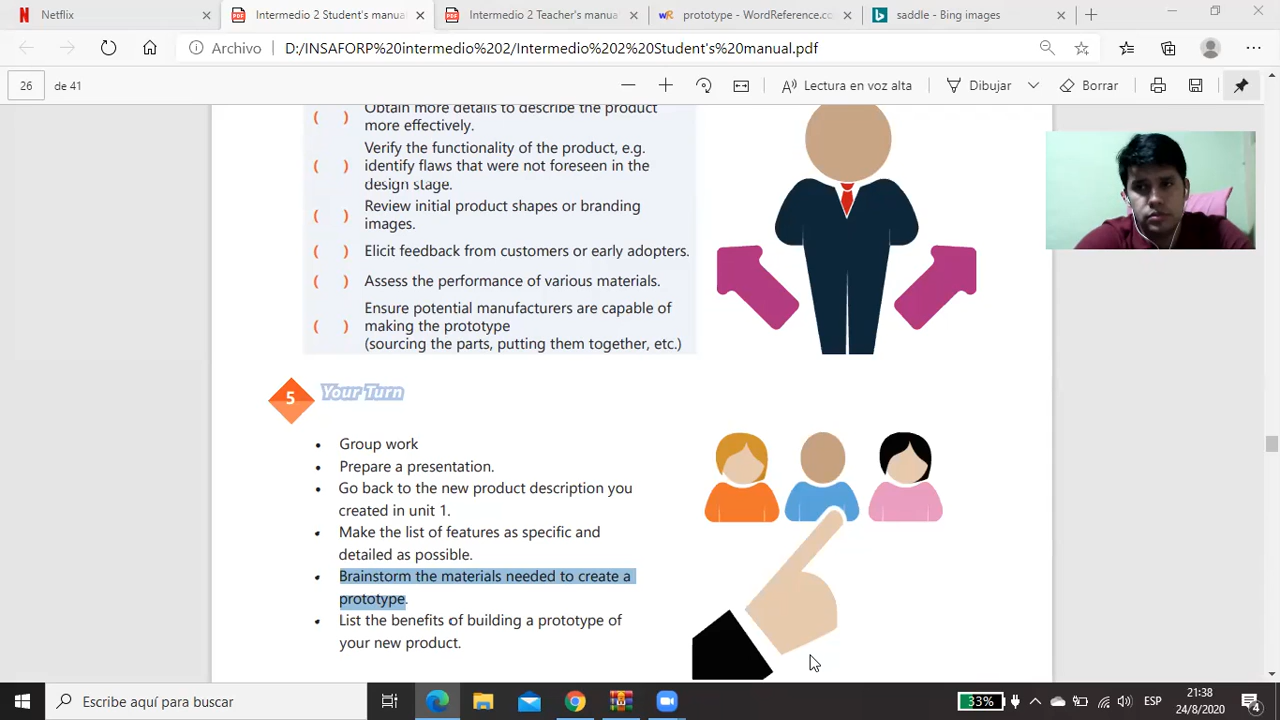 Netflix
Intermedio 2 Student's manual.pdf
Intermedio 2 Teacher's manual
prototype - WordReference.co
saddle - Bing images
Archivo
D:/INSAFORP%20intermedio%202/Intermedio%202%20Student's%20manual.pdf
26
de 41
Lectura en voz alta
Dibujar
Borrar
( ) Obtain more details to describe the product
more effectively.
( ) Verify the functionality of the product, e.g.
identify flaws that were not foreseen in the
design stage.
( ) Review initial product shapes or branding
images.
( ) Elicit feedback from customers or early adopters.
( ) Assess the performance of various materials.
( ) Ensure potential manufacturers are capable of
making the prototype
(sourcing the parts, putting them together, etc.)
5 Your Turn
• Group work
• Prepare a presentation.
• Go back to the new product description you
created in unit 1.
• Make the list of features as specific and
detailed as possible.
• Brainstorm the materials needed to create a
prototype.
• List the benefits of building a prototype of
your new product.
Escribe aquí para buscar
33%
ESP
21:38
24/8/2020
4